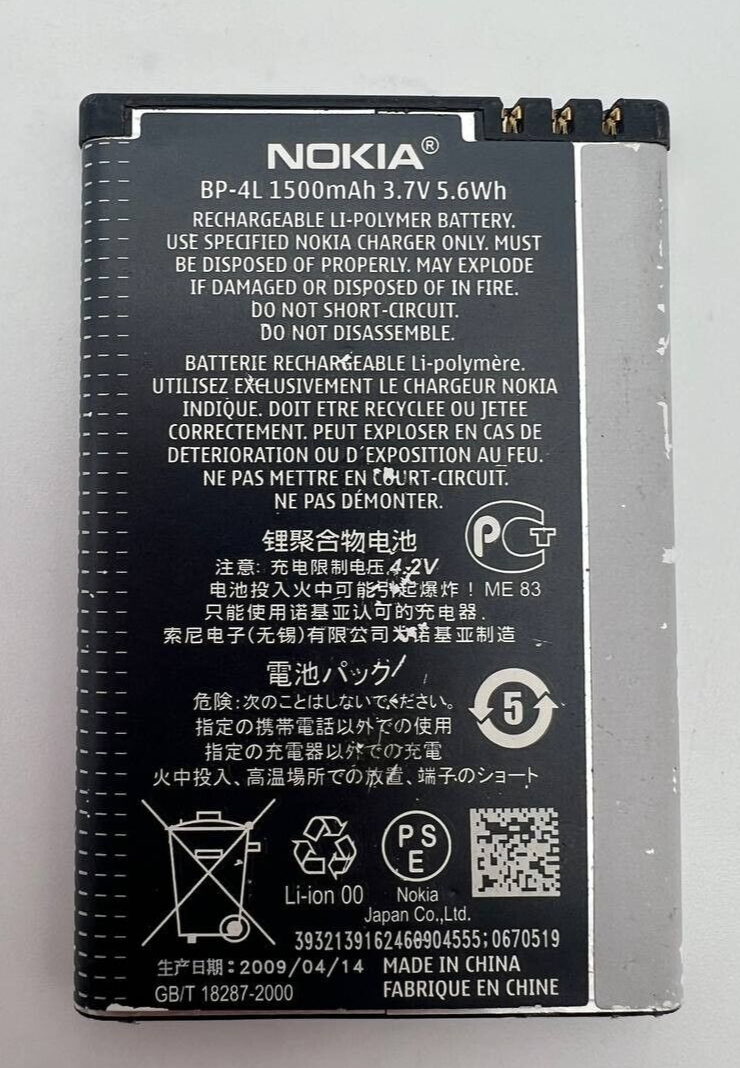 NOKIA®
BP-4L 1500mAh 3.7V 5.6Wh
RECHARGEABLE LI-POLYMER BATTERY.
USE SPECIFIED NOKIA CHARGER ONLY. MUST
BE DISPOSED OF PROPERLY. MAY EXPLODE
IF DAMAGED OR DISPOSED OF IN FIRE.
DO NOT SHORT-CIRCUIT.
DO NOT DISASSEMBLE.
BATTERIE RECHARGEABLE Li-polymère.
UTILISEZ EXCLUSIVEMENT LE CHARGEUR NOKIA
INDIQUE. DOIT ETRE RECYCLEE OU JETEE
CORRECTEMENT. PEUT EXPLOSER EN CAS DE
DETERIORATION OU D´EXPOSITION AU FEU.
NE PAS METTRE EN COURT-CIRCUIT.
NE PAS DÉMONTER.
PCT
锂聚合物电池
注意: 充电限制电压 4.2V
电池投入火中可能引起爆炸! ME 83
只能使用诺基亚认可的充电器.
索尼电子(无锡)有限公司为诺基亚制造
電池パック
危険:次のことはしないでください。
指定の携帯電話以外での使用
指定の充電器以外での充電
火中投入、高温場所での放置、端子のショート
5
PSE
Li-ion 00
Nokia
Japan Co.,Ltd.
3932139162460904555;0670519
生产日期:2009/04/14 MADE IN CHINA
GB/T 18287-2000 FABRIQUE EN CHINE